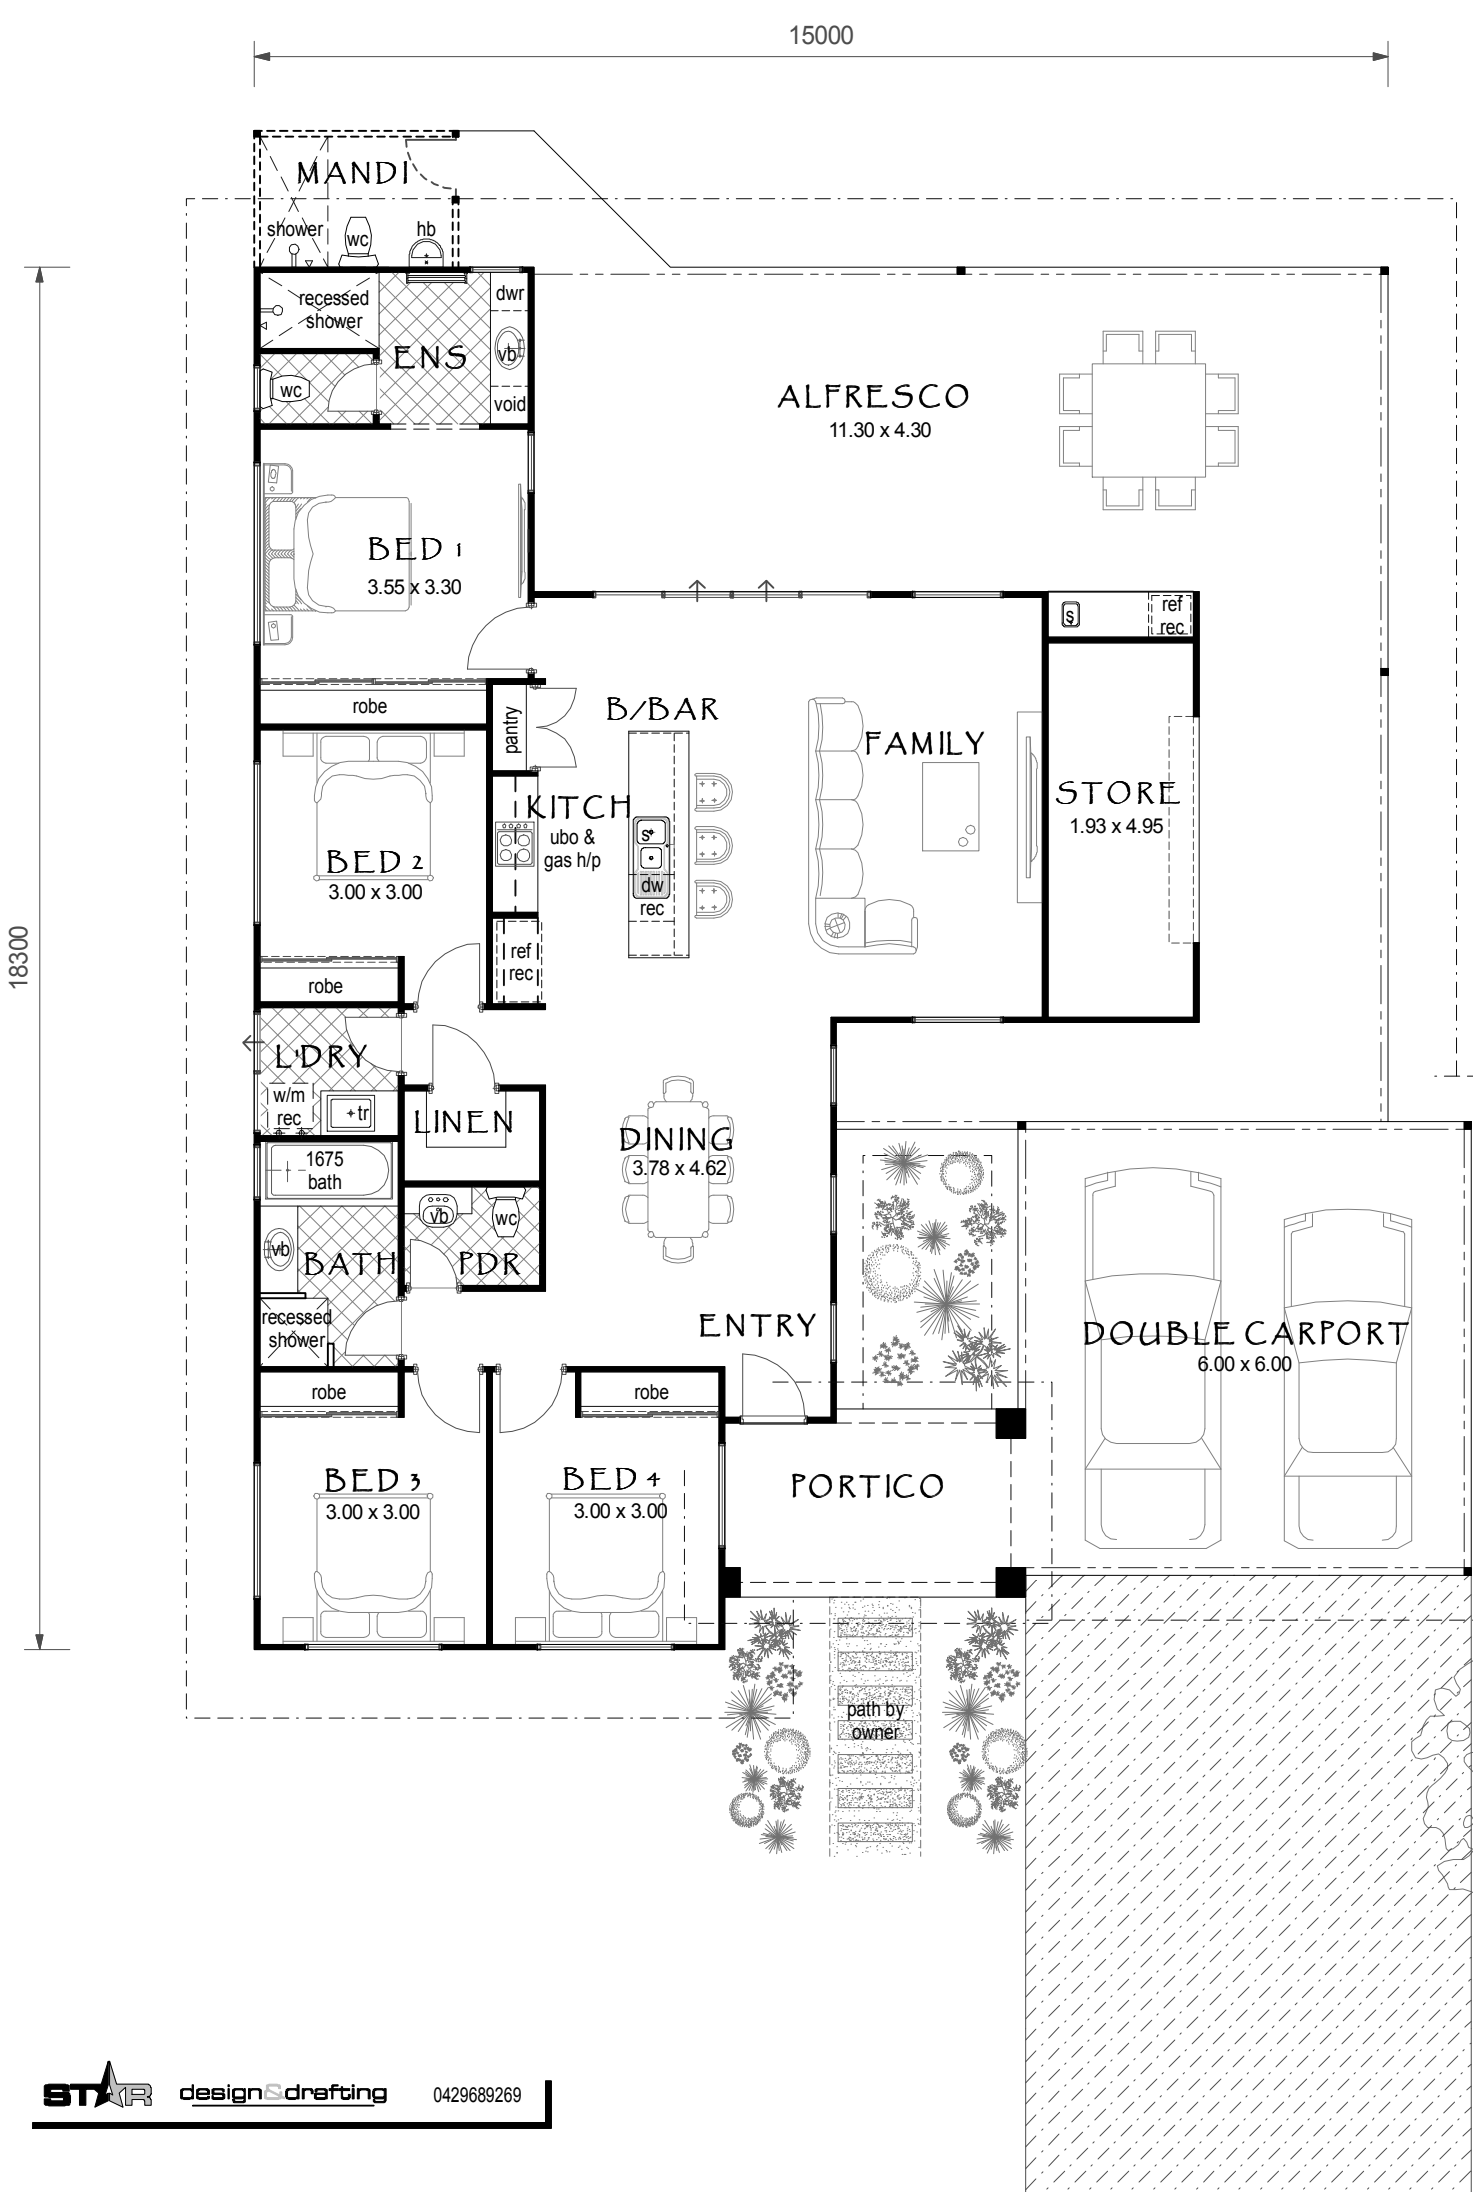 15000
MANDI
shower
wc
hb
recessed
shower
dwr
vb
ENS
wc
void
ALFRESCO
11.30 x 4.30
BED 1
3.55 x 3.30
s
ref
rec
robe
pantry
B/BAR
FAMILY
STORE
1.93 x 4.95
KITCH
ubo &
gas h/p
s
dw
rec
BED 2
3.00 x 3.00
ref
rec
robe
18300
L'DRY
w/m
rec
tr
LINEN
DINING
3.78 x 4.62
1675
bath
vb
wc
vb
BATH
PDR
recessed
shower
ENTRY
DOUBLE CARPORT
6.00 x 6.00
robe
robe
BED 3
3.00 x 3.00
BED 4
3.00 x 3.00
PORTICO
path by
owner
STAR design&drafting 0429689269